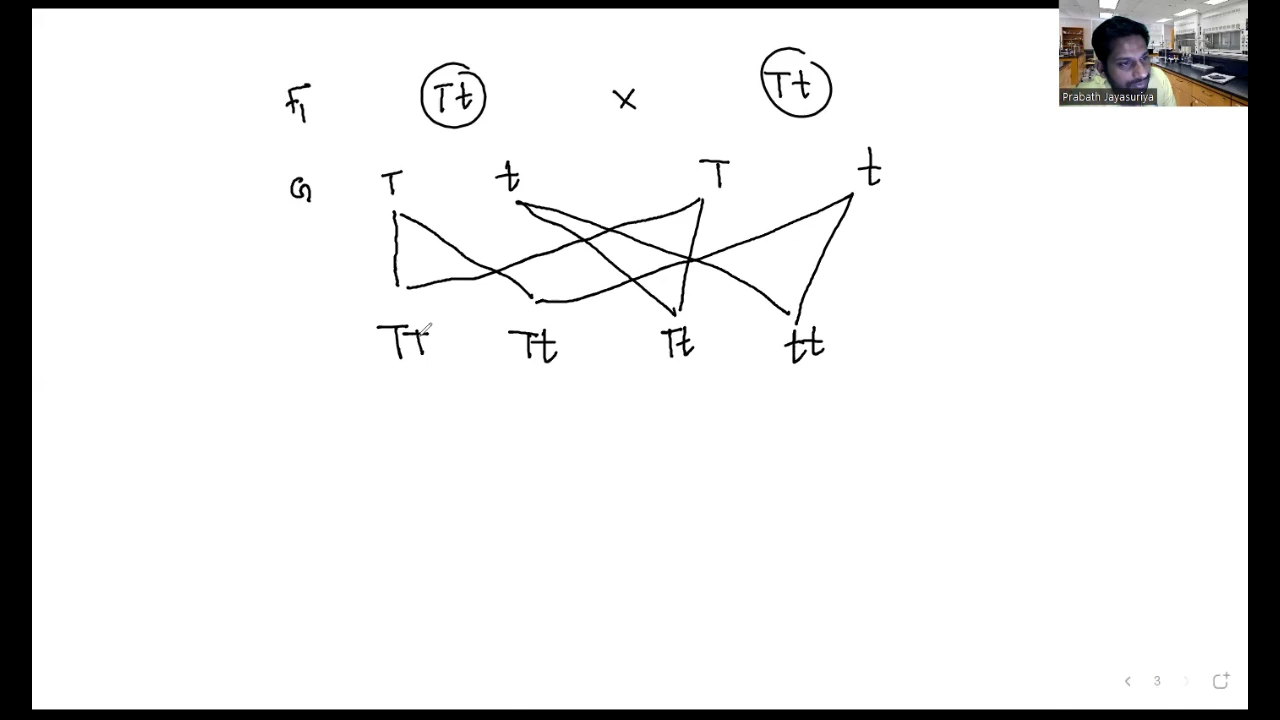 F1 Tt x Tt
G T t T t
TT Tt Tt tt
Prabath Jayasuriya
3